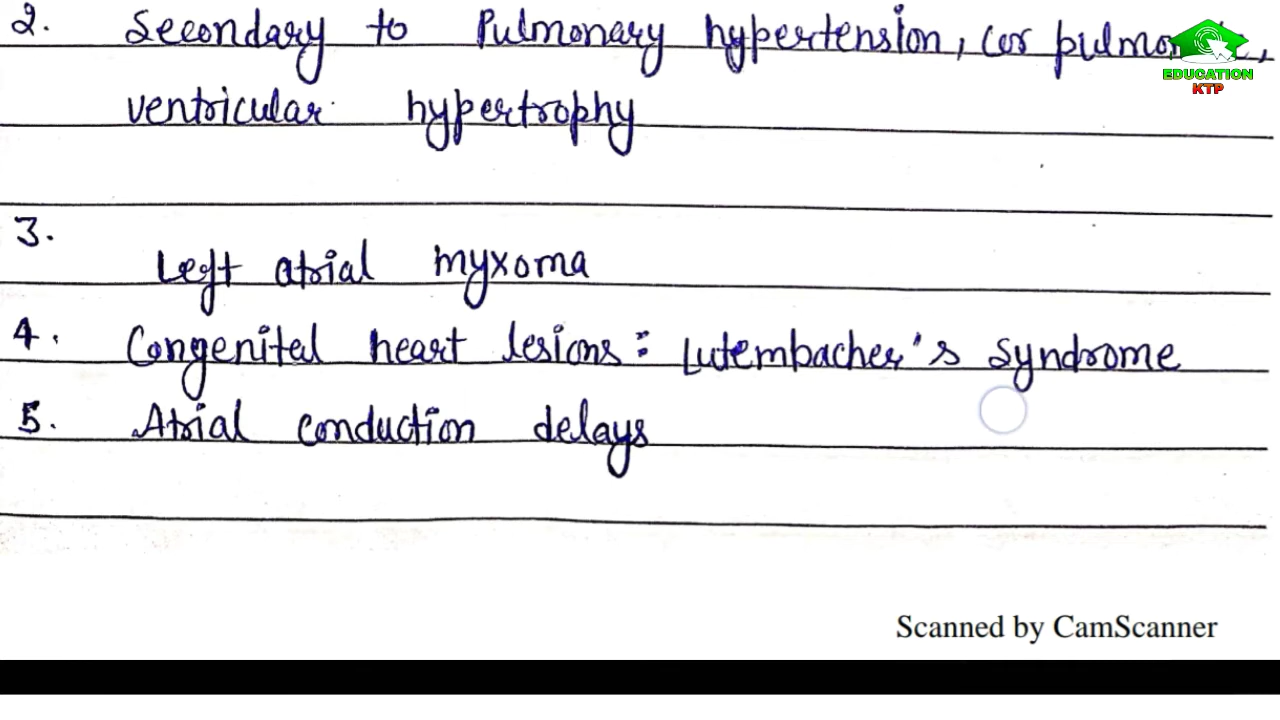 2. Secondary to Pulmonary hypertension, cor
ventricular hypertrophy
3.
Left atrial myxoma
4. Congenital heart lesions: Lutembacher's syndrome
5. Atrial conduction delays
EDUCATION
KTP
Scanned by CamScanner